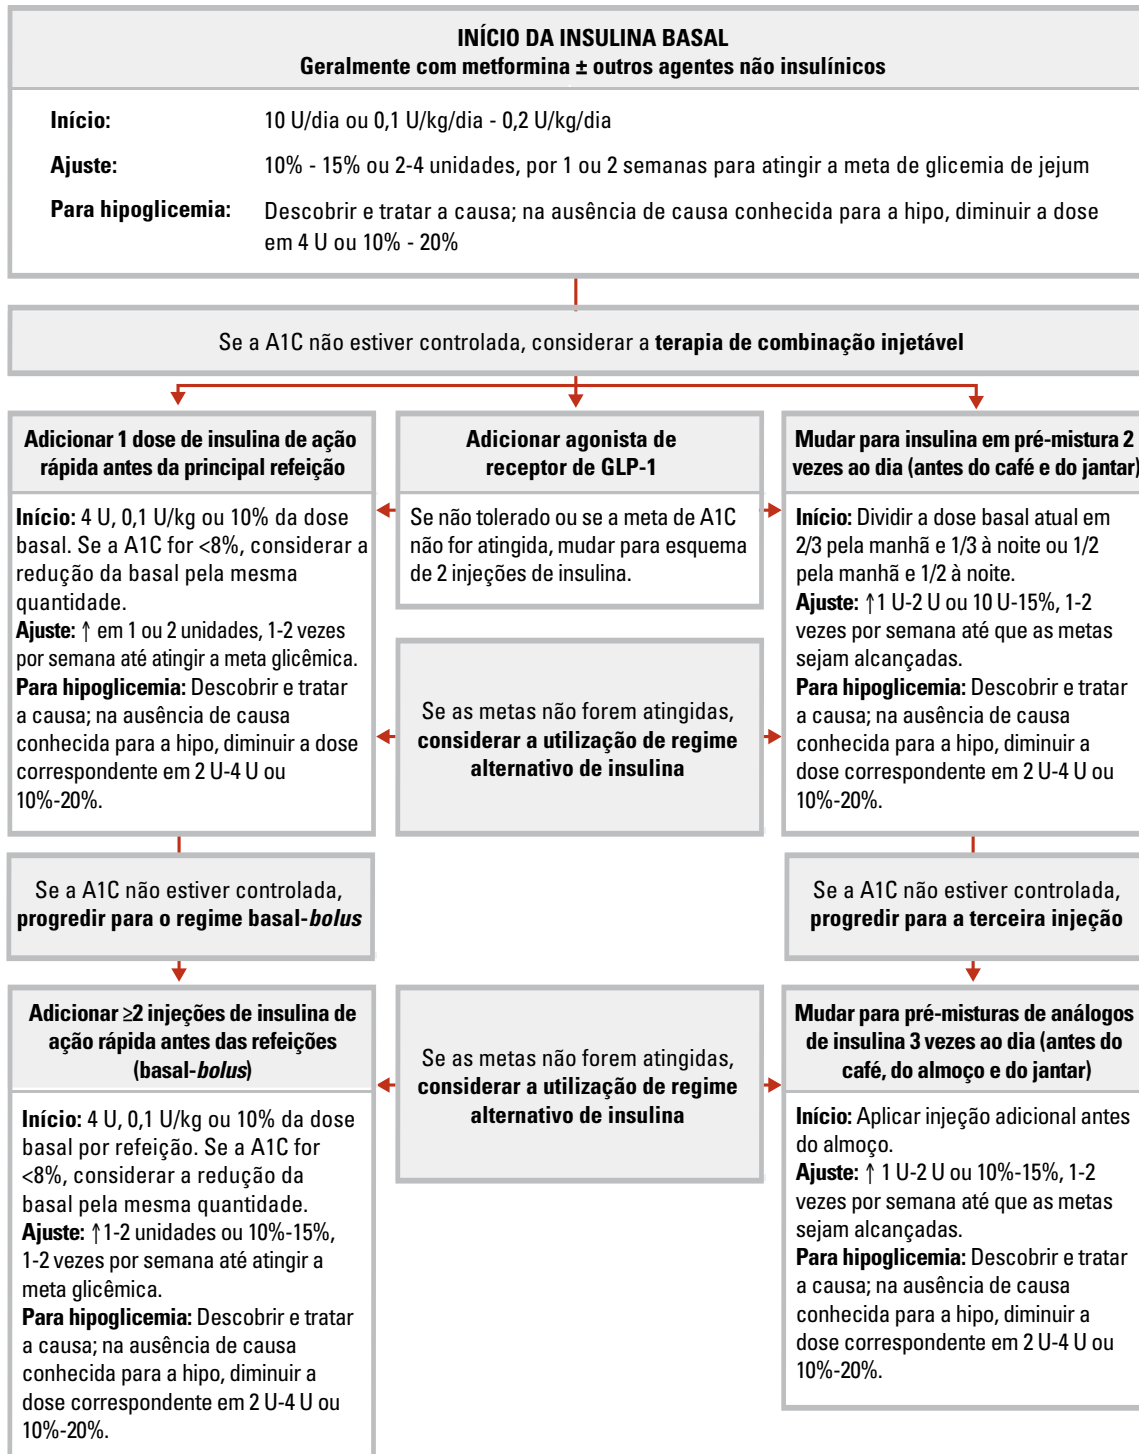 INÍCIO DA INSULINA BASAL
Geralmente com metformina ± outros agentes não insulínicos
Início: 10 U/dia ou 0,1 U/kg/dia - 0,2 U/kg/dia
Ajuste: 10% - 15% ou 2-4 unidades, por 1 ou 2 semanas para atingir a meta de glicemia de jejum
Para hipoglicemia: Descobrir e tratar a causa; na ausência de causa conhecida para a hipo, diminuir a dose
em 4 U ou 10% - 20%
Se a A1C não estiver controlada, considerar a terapia de combinação injetável
Adicionar 1 dose de insulina de ação
rápida antes da principal refeição
Início: 4 U, 0,1 U/kg ou 10% da dose
basal. Se a A1C for <8%, considerar a
redução da basal pela mesma
quantidade.
Ajuste: ↑ em 1 ou 2 unidades, 1-2 vezes
por semana até atingir a meta glicêmica.
Para hipoglicemia: Descobrir e tratar
a causa; na ausência de causa
conhecida para a hipo, diminuir a dose
correspondente em 2 U-4 U ou
10%-20%.
Adicionar agonista de
receptor de GLP-1
Se não tolerado ou se a meta de A1C
não for atingida, mudar para esquema
de 2 injeções de insulina.
Mudar para insulina em pré-mistura 2
vezes ao dia (antes do café e do jantar)
Início: Dividir a dose basal atual em
2/3 pela manhã e 1/3 à noite ou 1/2
pela manhã e 1/2 à noite.
Ajuste: ↑1 U-2 U ou 10 U-15%, 1-2
vezes por semana até que as metas
sejam alcançadas.
Para hipoglicemia: Descobrir e tratar
a causa; na ausência de causa
conhecida para a hipo, diminuir a
dose correspondente em 2 U-4 U ou
10%-20%.
Se as metas não forem atingidas,
considerar a utilização de regime
alternativo de insulina
Se a A1C não estiver controlada,
progredir para o regime basal-bolus
Se a A1C não estiver controlada,
progredir para a terceira injeção
Adicionar ≥2 injeções de insulina de
ação rápida antes das refeições
(basal-bolus)
Início: 4 U, 0,1 U/kg ou 10% da dose
basal por refeição. Se a A1C for
<8%, considerar a redução da
basal pela mesma quantidade.
Ajuste: ↑1-2 unidades ou 10%-15%,
1-2 vezes por semana até atingir a
meta glicêmica.
Para hipoglicemia: Descobrir e tratar
a causa; na ausência de causa
conhecida para a hipo, diminuir a
dose correspondente em 2 U-4 U ou
10%-20%.
Se as metas não forem atingidas,
considerar a utilização de regime
alternativo de insulina
Mudar para pré-misturas de análogos
de insulina 3 vezes ao dia (antes do
café, do almoço e do jantar)
Início: Aplicar injeção adicional antes
do almoço.
Ajuste: ↑ 1 U-2 U ou 10%-15%, 1-2
vezes por semana até que as metas
sejam alcançadas.
Para hipoglicemia: Descobrir e tratar
a causa; na ausência de causa
conhecida para a hipo, diminuir a
dose correspondente em 2 U-4 U ou
10%-20%.